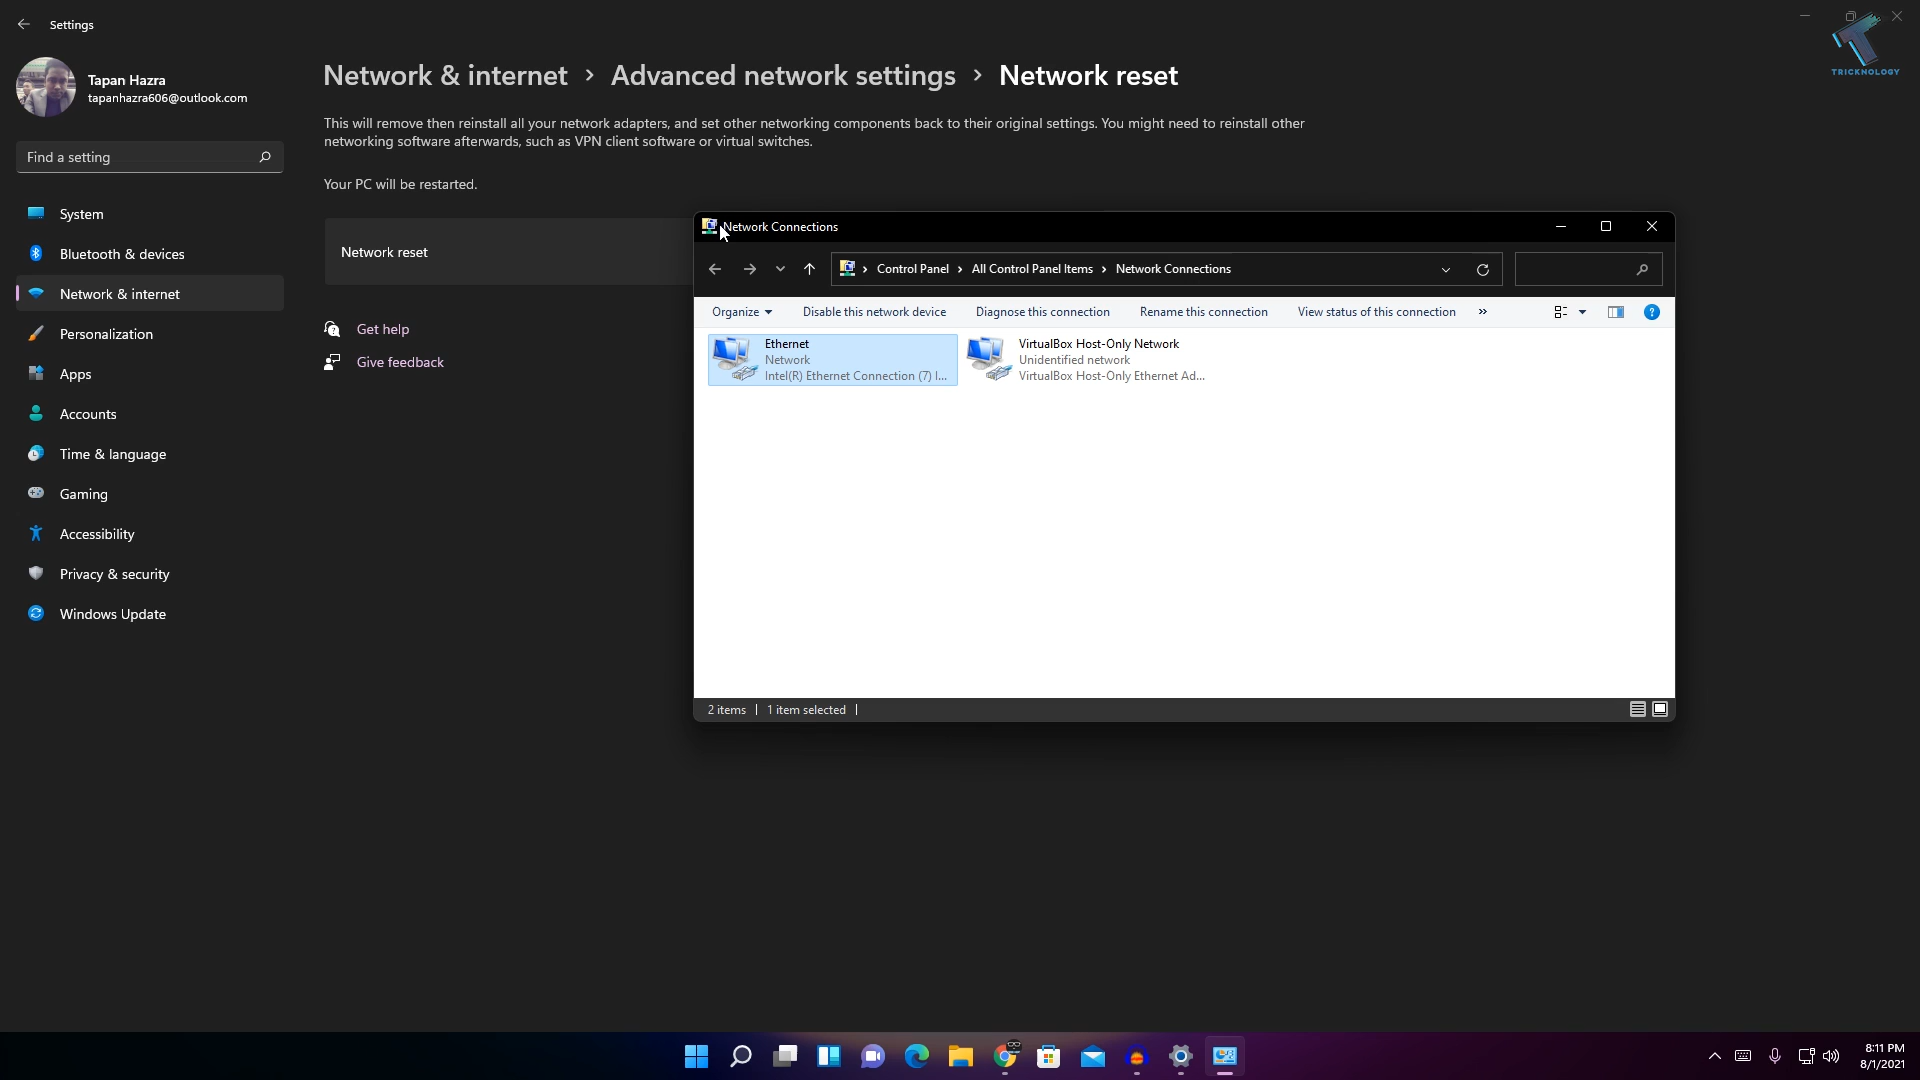 Settings
Tapan Hazra
tapanhazra606@outlook.com
Find a setting
System
Bluetooth & devices
Network & internet
Personalization
Apps
Accounts
Time & language
Gaming
Accessibility
Privacy & security
Windows Update
Network & internet > Advanced network settings > Network reset
This will remove then reinstall all your network adapters, and set other networking components back to their original settings. You might need to reinstall other
networking software afterwards, such as VPN client software or virtual switches.
Your PC will be restarted.
Network reset
Get help
Give feedback
TRICKNOLOGY
Network Connections
Control Panel > All Control Panel Items > Network Connections
Organize Disable this network device Diagnose this connection Rename this connection View status of this connection »
Ethernet
Network
Intel(R) Ethernet Connection (7) I...
VirtualBox Host-Only Network
Unidentified network
VirtualBox Host-Only Ethernet Ad...
2 items 1 item selected
8:11 PM
8/1/2021